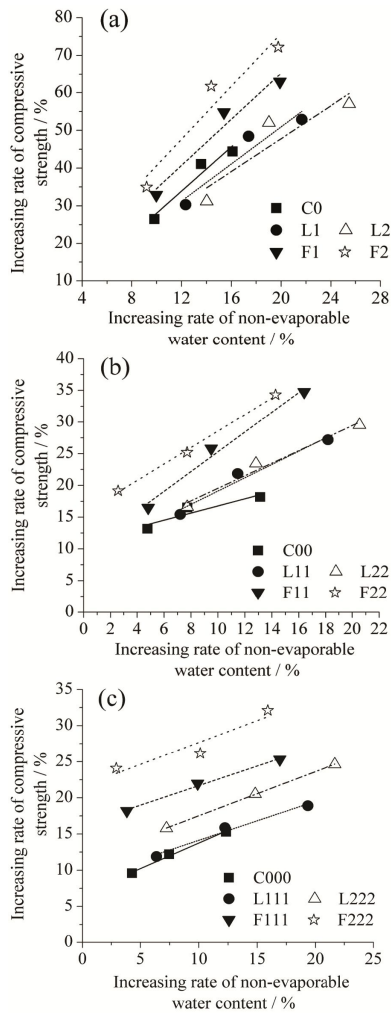 (a)
Increasing rate of compressive
strength / %
80
70
60
50
40
30
20
10
C0
L1 L2
F1 F2
4 8 12 16 20 24 28
Increasing rate of non-evaporable
water content / %
(b)
Increasing rate of compressive
strength / %
40
35
30
25
20
15
10
5
0
C00
L11 L22
F11 F22
0 2 4 6 8 10 12 14 16 18 20 22
Increasing rate of non-evaporable
water content / %
(c)
Increasing rate of compressive
strength / %
35
30
25
20
15
10
5
0
C000
L111 L222
F111 F222
0 5 10 15 20 25
Increasing rate of non-evaporable
water content / %